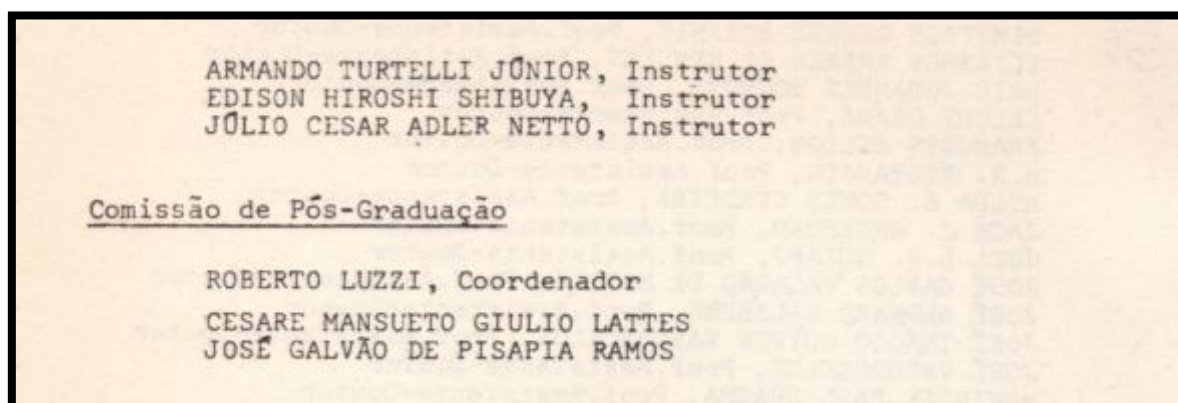 ARMANDO TURTELLI JÚNIOR, Instrutor
EDISON HIROSHI SHIBUYA, Instrutor
JÚLIO CESAR ADLER NETTO, Instrutor
Comissão de Pós-Graduação
ROBERTO LUZZI, Coordenador
CESARE MANSUETO GIULIO LATTES
JOSÉ GALVÃO DE PISAPIA RAMOS